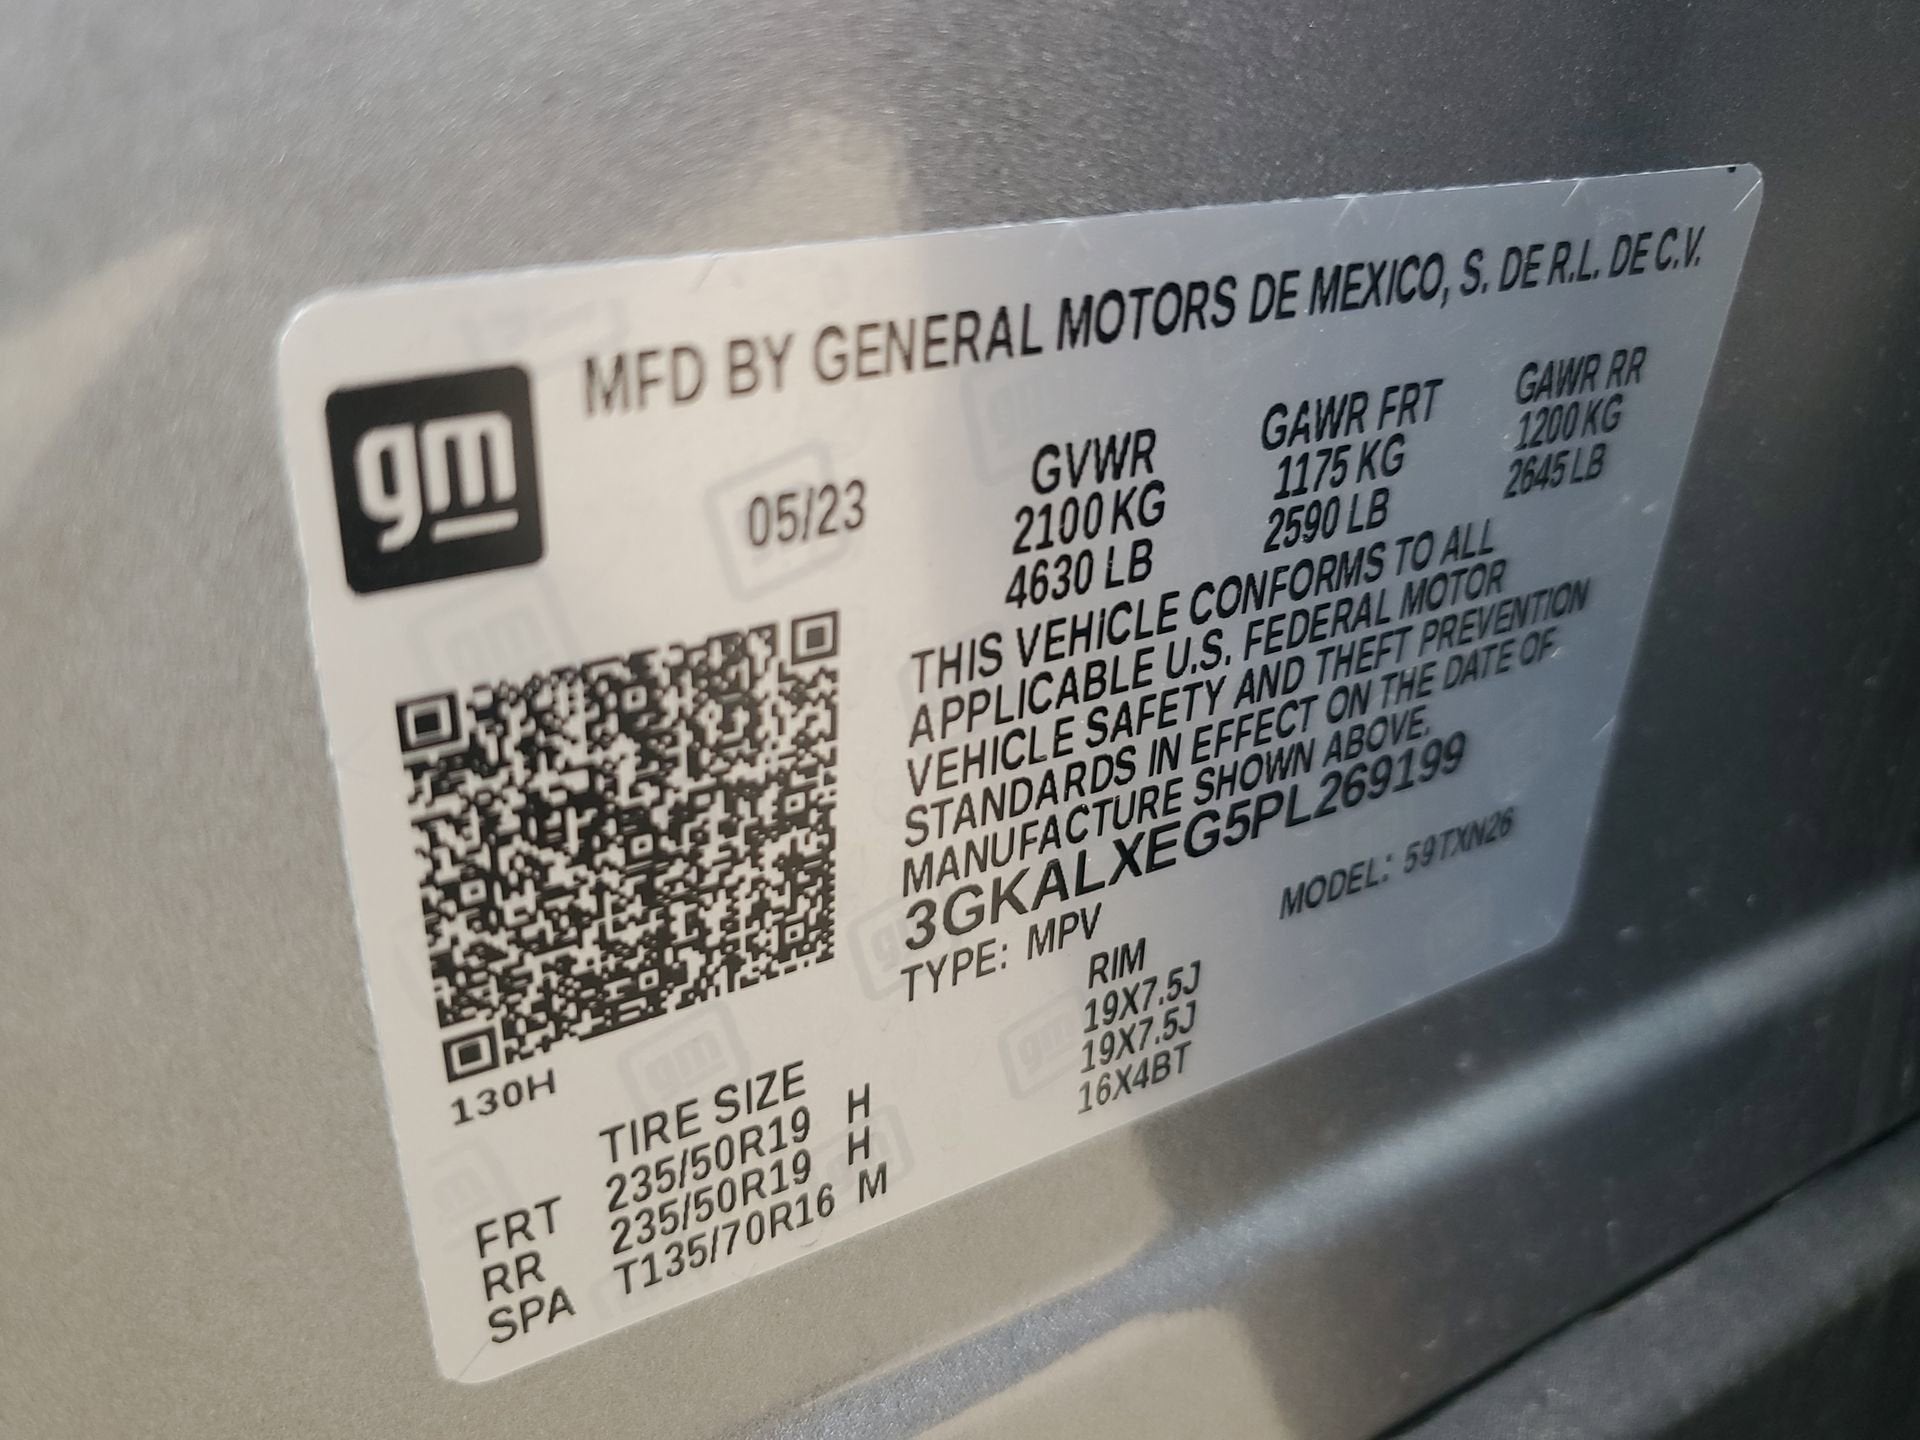 MFD BY GENERAL MOTORS DE MEXICO, S. DE R.L. DE C.V.
gm
05/23
GVWR GAWR FRT GAWR RR
2100 KG 1175 KG 1200 KG
4630 LB 2590 LB 2645 LB
THIS VEHICLE CONFORMS TO ALL
APPLICABLE U.S. FEDERAL MOTOR
VEHICLE SAFETY AND THEFT PREVENTION
STANDARDS IN EFFECT ON THE DATE OF
MANUFACTURE SHOWN ABOVE.
3GKALXEG5PL269199
TYPE: MPV MODEL: 59TXN26
130H
TIRE SIZE RIM
FRT 235/50R19 H 19X7.5J
RR 235/50R19 H 19X7.5J
SPA T135/70R16 M 16X4BT